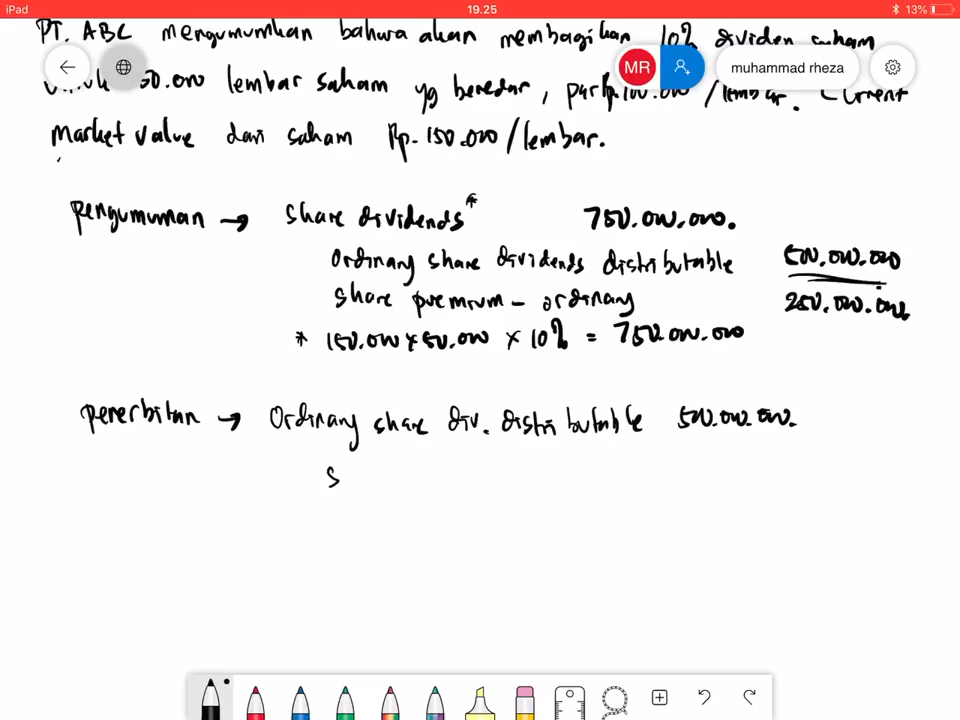 iPad 19.25 13%
PT. ABC mengumumkan bahwa akan membagikan 10% dividen saham
50.000 lembar saham yg beredar, par Rp.100.000/lembar. Current
market value dari saham Rp.150.000/lembar.
MR muhammad rheza
pengumuman → share dividends* 750.000.000.
ordinary share dividends distributable 500.000.000
share premium - ordinary 250.000.000
* 150.000 x 50.000 x 10% = 750.000.000
penerbitan → Ordinary share div. distributable 500.000.000.
S